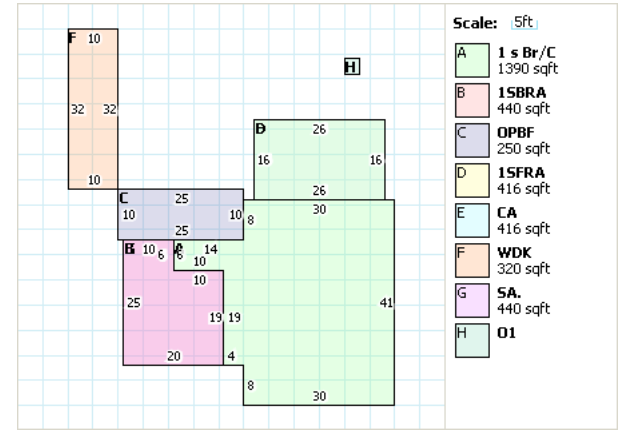 F 10
H
32 32
10
D 26
16 16
26
C 25
10 10
25
30
8
B 10 6 A 6 14
10
10
25
19 19
41
20 4
8
30
Scale: 5ft
A 1 s Br/C
1390 sqft
B 1SBRA
440 sqft
C OPBF
250 sqft
D 1SFRA
416 sqft
E CA
416 sqft
F WDK
320 sqft
G SA.
440 sqft
H O1